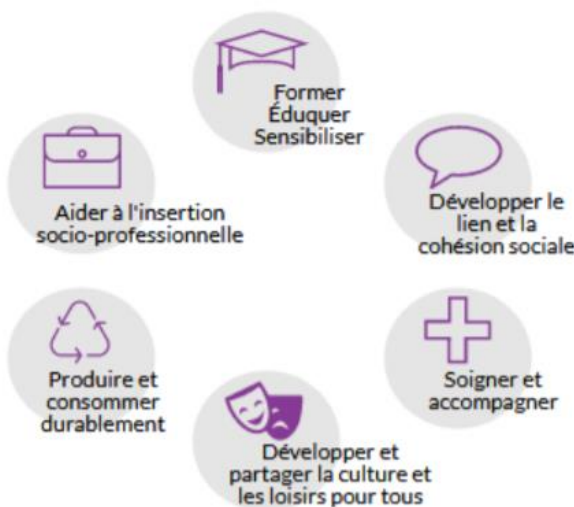 Former
Éduquer
Sensibiliser
Aider à l'insertion
socio-professionnelle
Développer le
lien et la
cohésion sociale
Produire et
consommer
durablement
Soigner et
accompagner
Développer et
partager la culture et
les loisirs pour tous